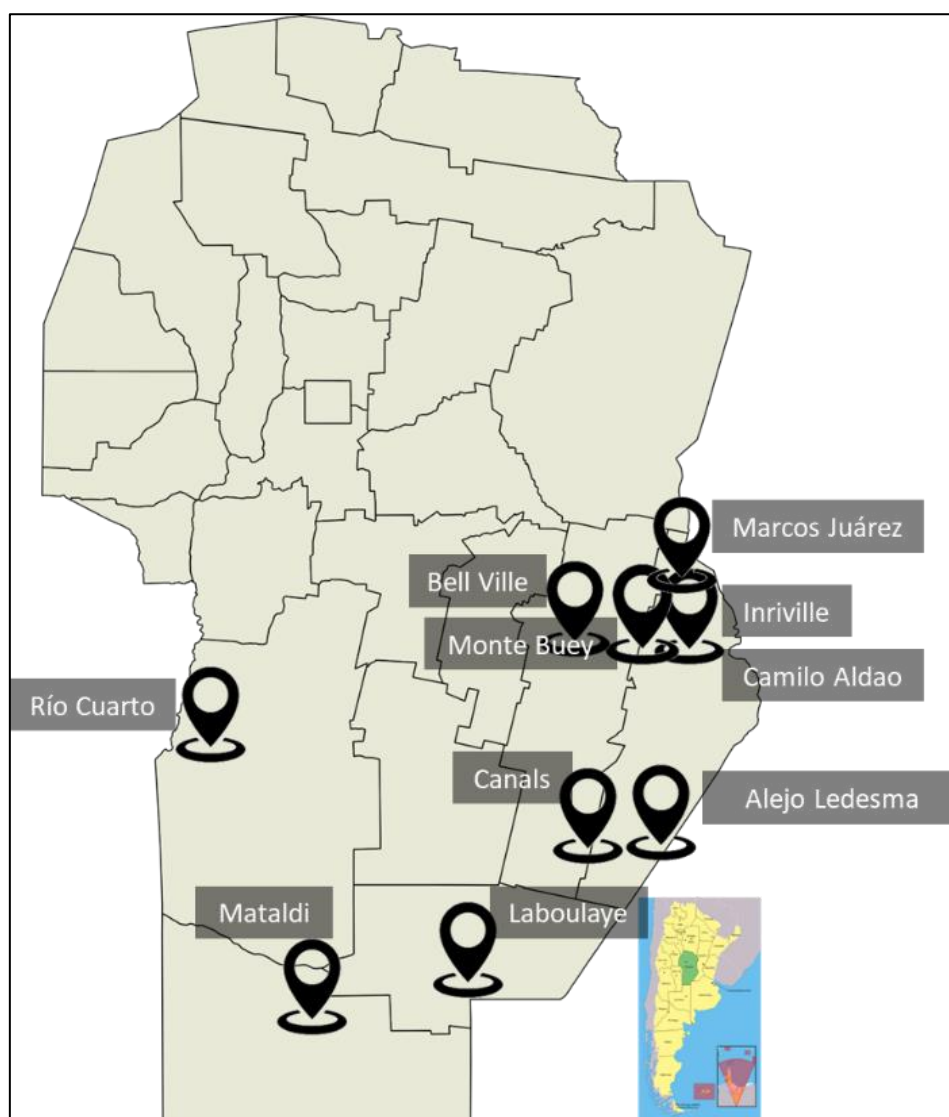 Marcos Juárez
Bell Ville
Inriville
Monte Buey
Camilo Aldao
Río Cuarto
Canals
Alejo Ledesma
Mataldi
Laboulaye